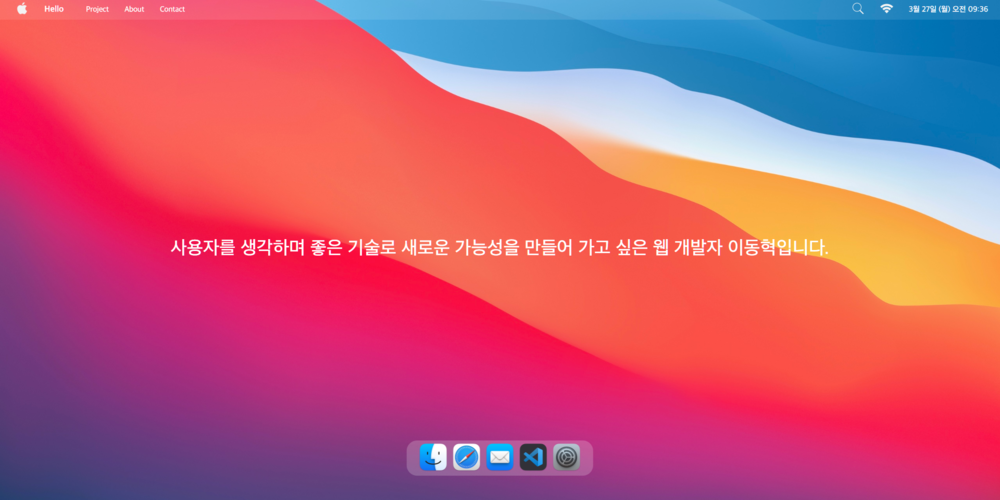 Hello Project About Contact 3월 27일 (월) 오전 09:36
사용자를 생각하며 좋은 기술로 새로운 가능성을 만들어 가고 싶은 웹 개발자 이동혁입니다.